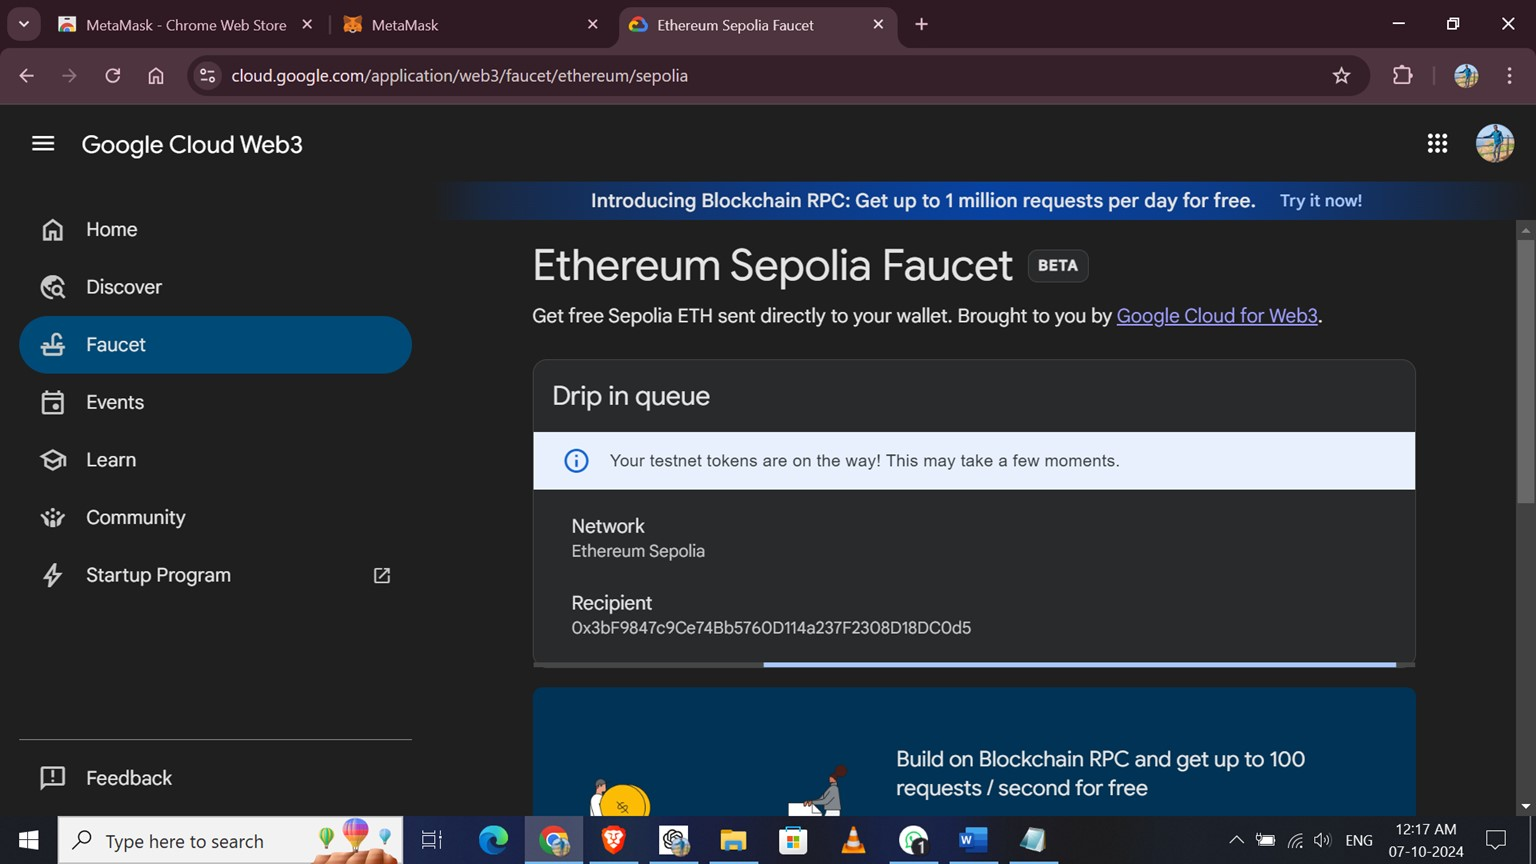 MetaMask - Chrome Web Store
MetaMask
Ethereum Sepolia Faucet
cloud.google.com/application/web3/faucet/ethereum/sepolia
Google Cloud Web3
Introducing Blockchain RPC: Get up to 1 million requests per day for free. Try it now!
Home
Discover
Faucet
Events
Learn
Community
Startup Program
Feedback
Ethereum Sepolia Faucet BETA
Get free Sepolia ETH sent directly to your wallet. Brought to you by Google Cloud for Web3.
Drip in queue
Your testnet tokens are on the way! This may take a few moments.
Network
Ethereum Sepolia
Recipient
0x3bF9847c9Ce74Bb5760D114a237F2308D18DC0d5
Build on Blockchain RPC and get up to 100
requests / second for free
Type here to search
1
ENG
12:17 AM
07-10-2024